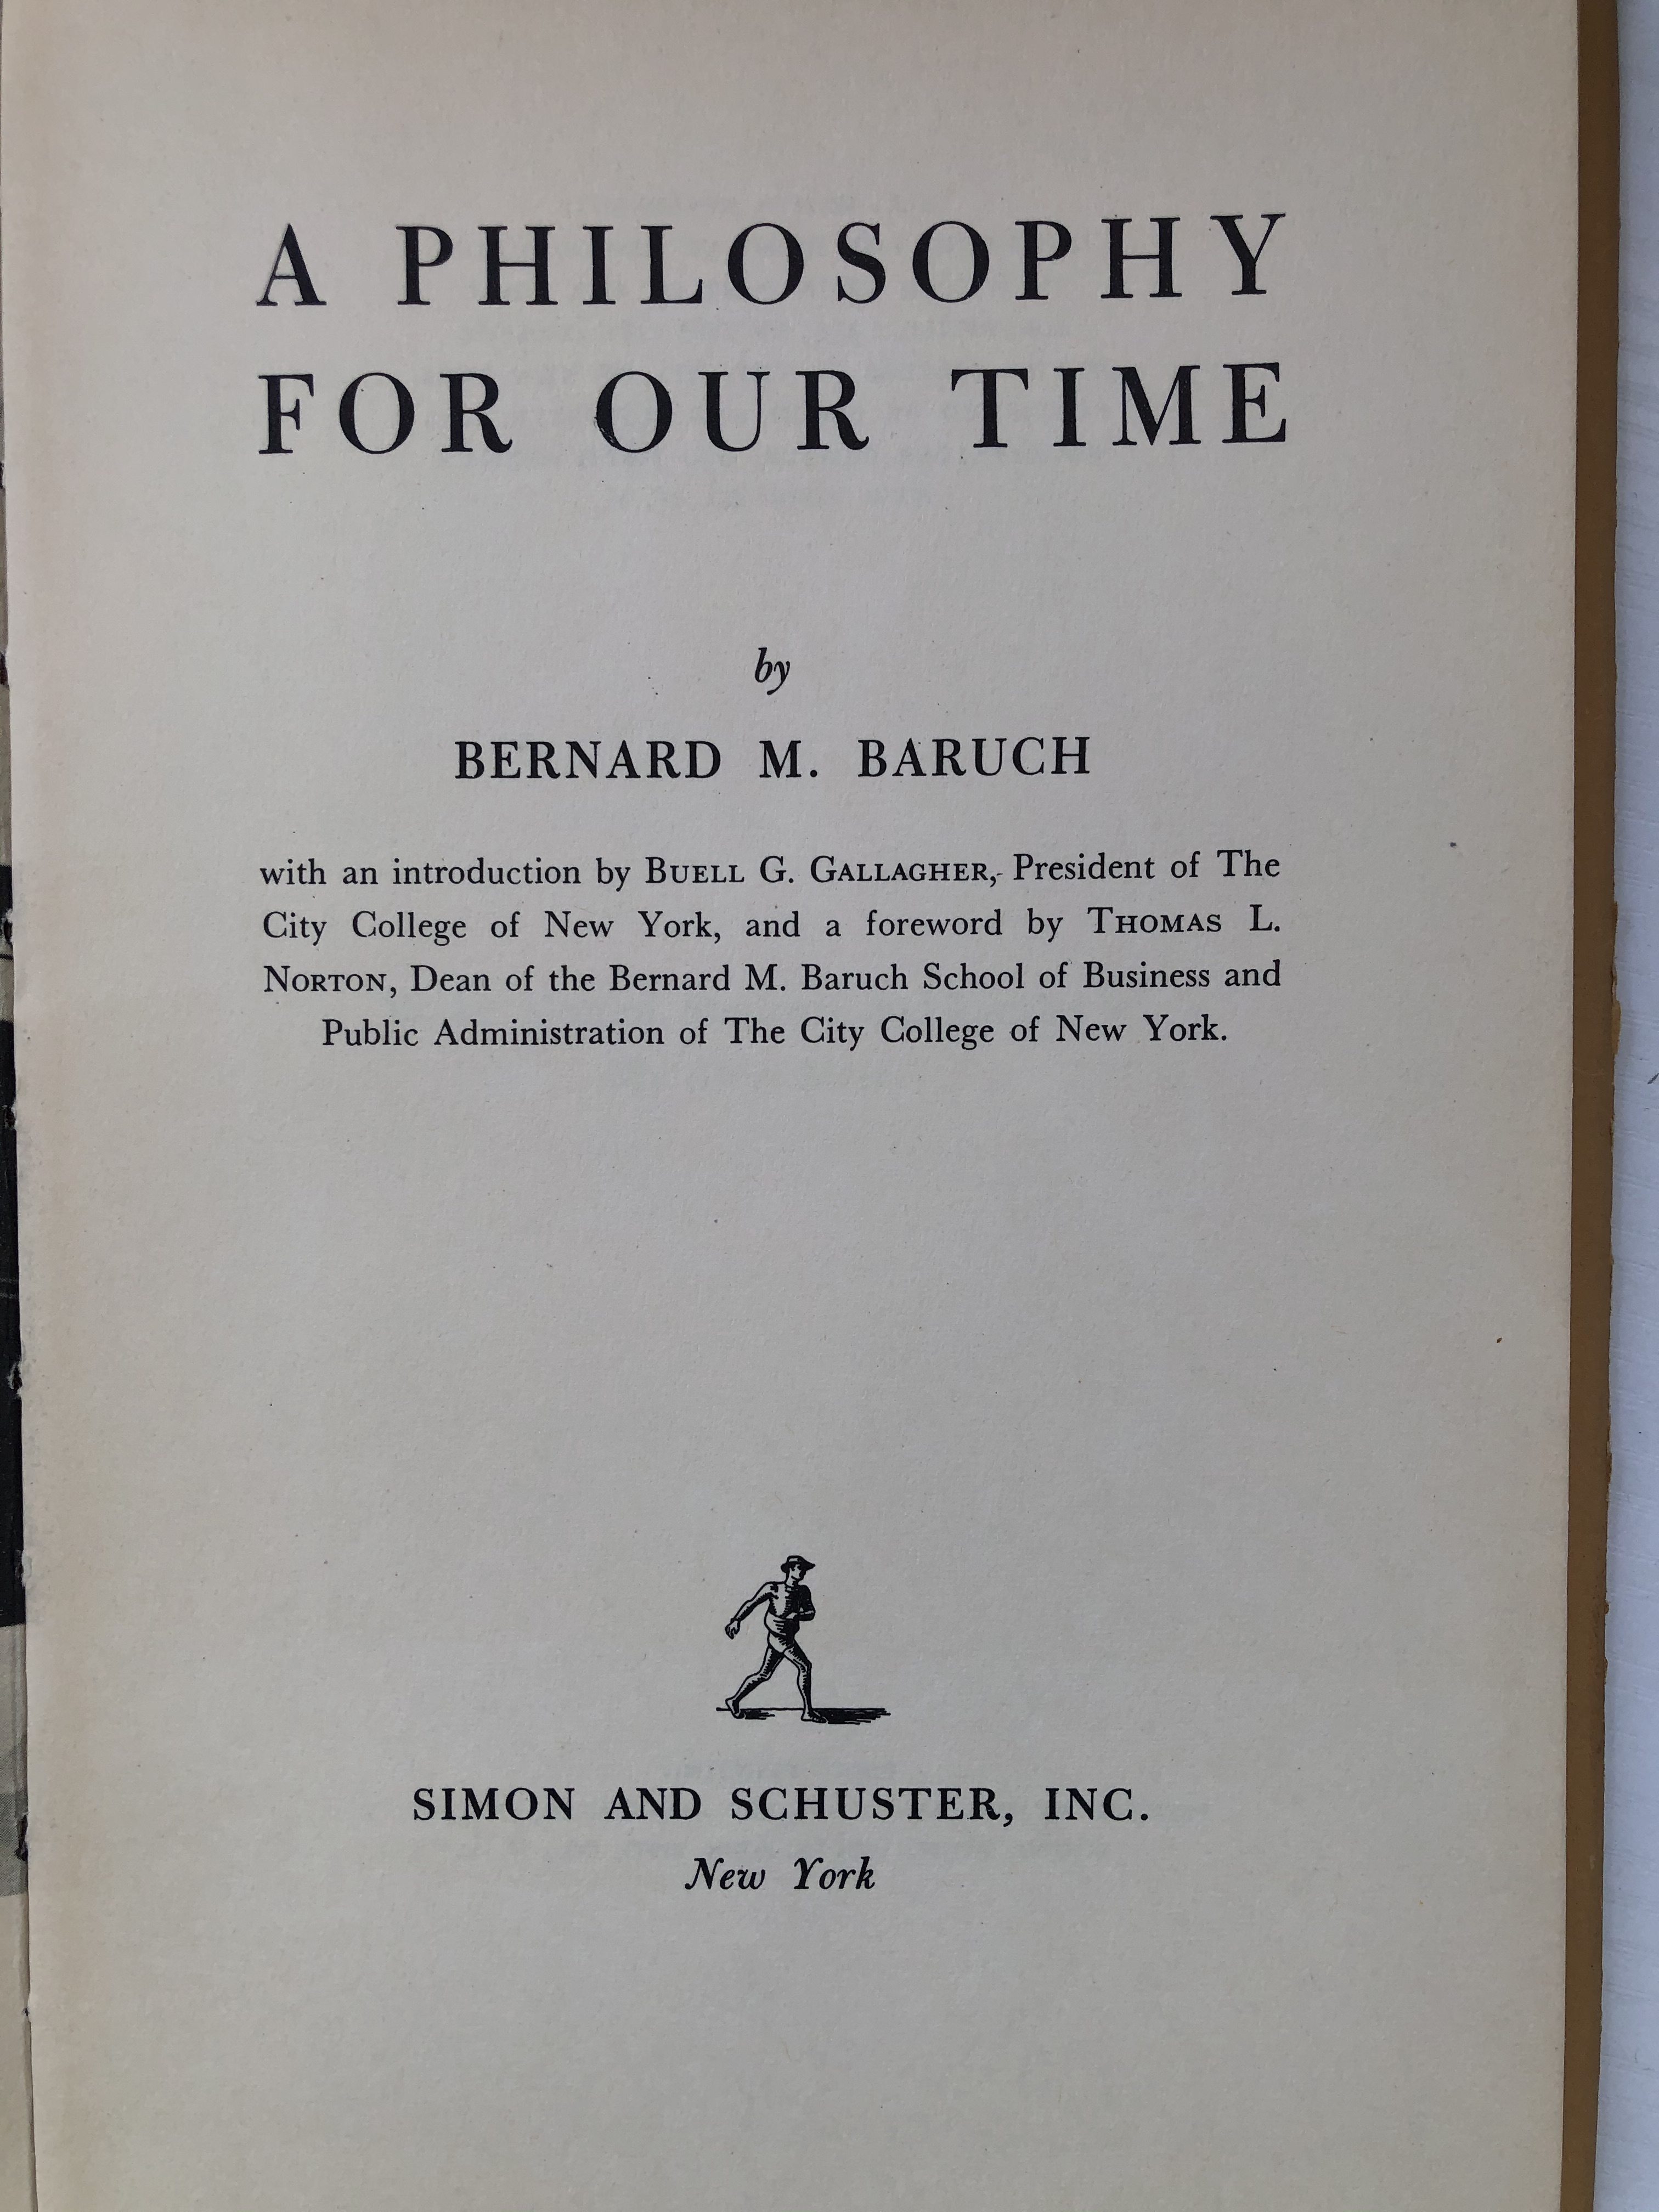 A PHILOSOPHY
FOR OUR TIME
by
BERNARD M. BARUCH
with an introduction by BUELL G. GALLAGHER, President of The
City College of New York, and a foreword by THOMAS L.
NORTON, Dean of the Bernard M. Baruch School of Business and
Public Administration of The City College of New York.
SIMON AND SCHUSTER, INC.
New York